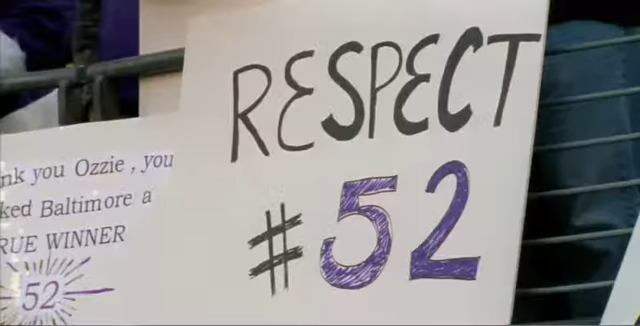 RESPECT
#52
nk you Ozzie, you
ked Baltimore a
RUE WINNER
52